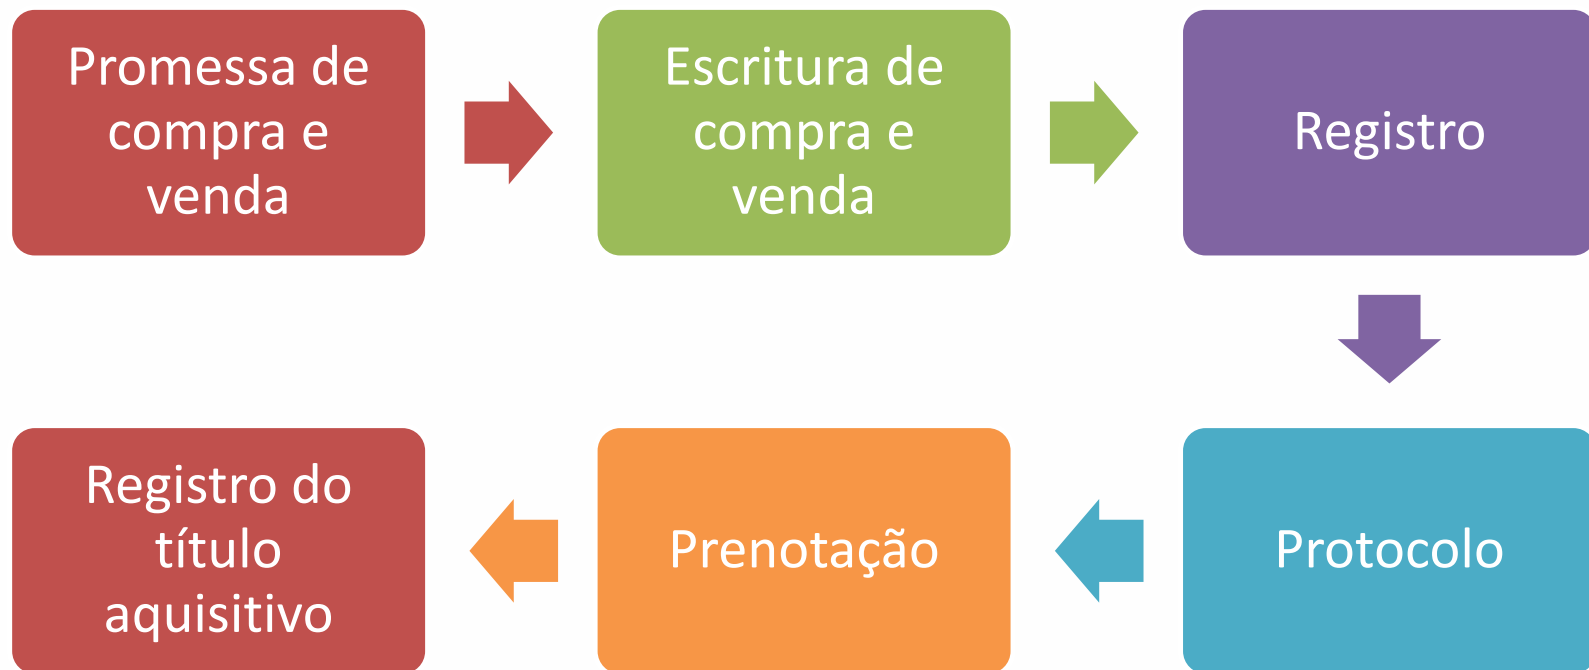 Promessa de
compra e
venda
Escritura de
compra e
venda
Registro
Protocolo
Prenotação
Registro do
título
aquisitivo